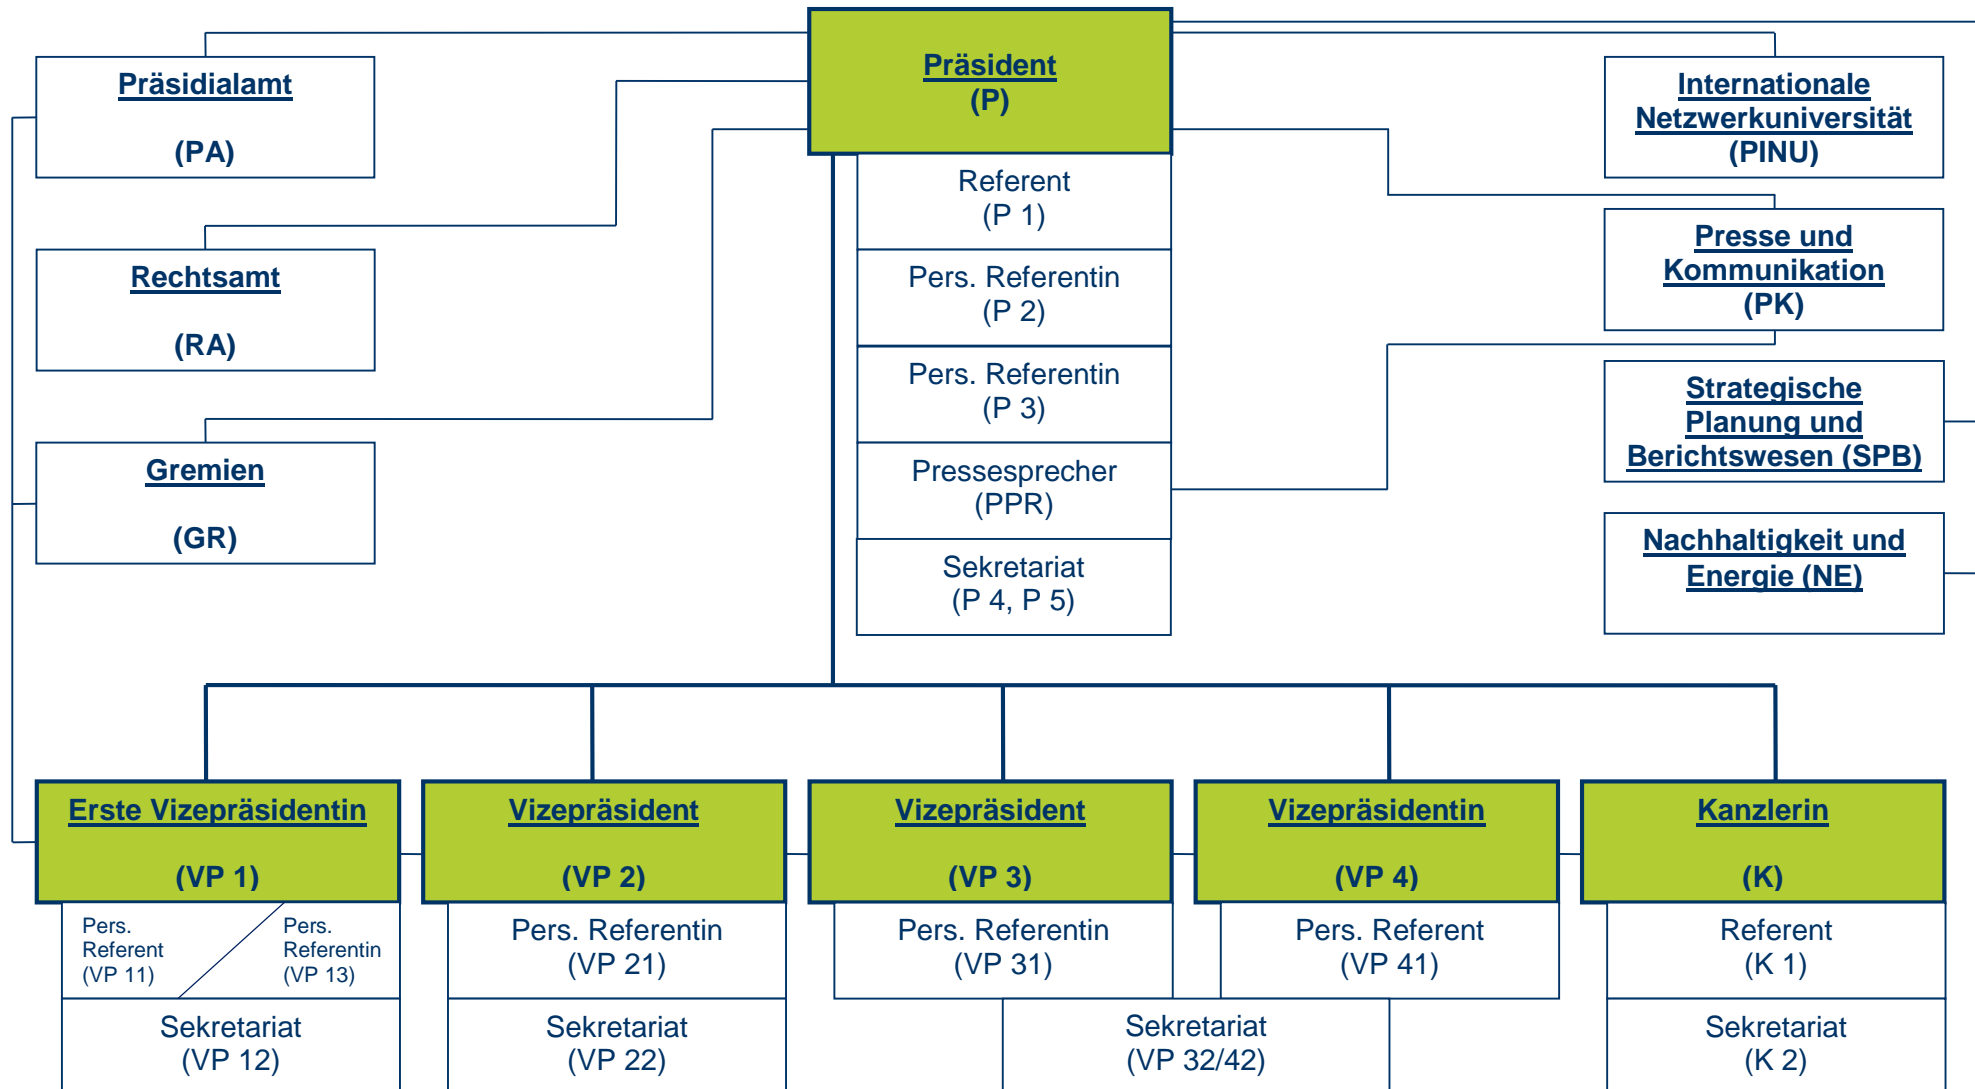 Präsident
(P)
Präsidialamt
(PA)
Internationale
Netzwerkuniversität
(PINU)
Referent
(P 1)
Rechtsamt
(RA)
Pers. Referentin
(P 2)
Presse und
Kommunikation
(PK)
Pers. Referentin
(P 3)
Strategische
Planung und
Berichtswesen (SPB)
Gremien
(GR)
Pressesprecher
(PPR)
Nachhaltigkeit und
Energie (NE)
Sekretariat
(P 4, P 5)
Erste Vizepräsidentin
(VP 1)
Vizepräsident
(VP 2)
Vizepräsident
(VP 3)
Vizepräsidentin
(VP 4)
Kanzlerin
(K)
Pers.
Referent
(VP 11)
Pers.
Referentin
(VP 13)
Pers. Referentin
(VP 21)
Pers. Referentin
(VP 31)
Pers. Referent
(VP 41)
Referent
(K 1)
Sekretariat
(VP 12)
Sekretariat
(VP 22)
Sekretariat
(VP 32/42)
Sekretariat
(K 2)